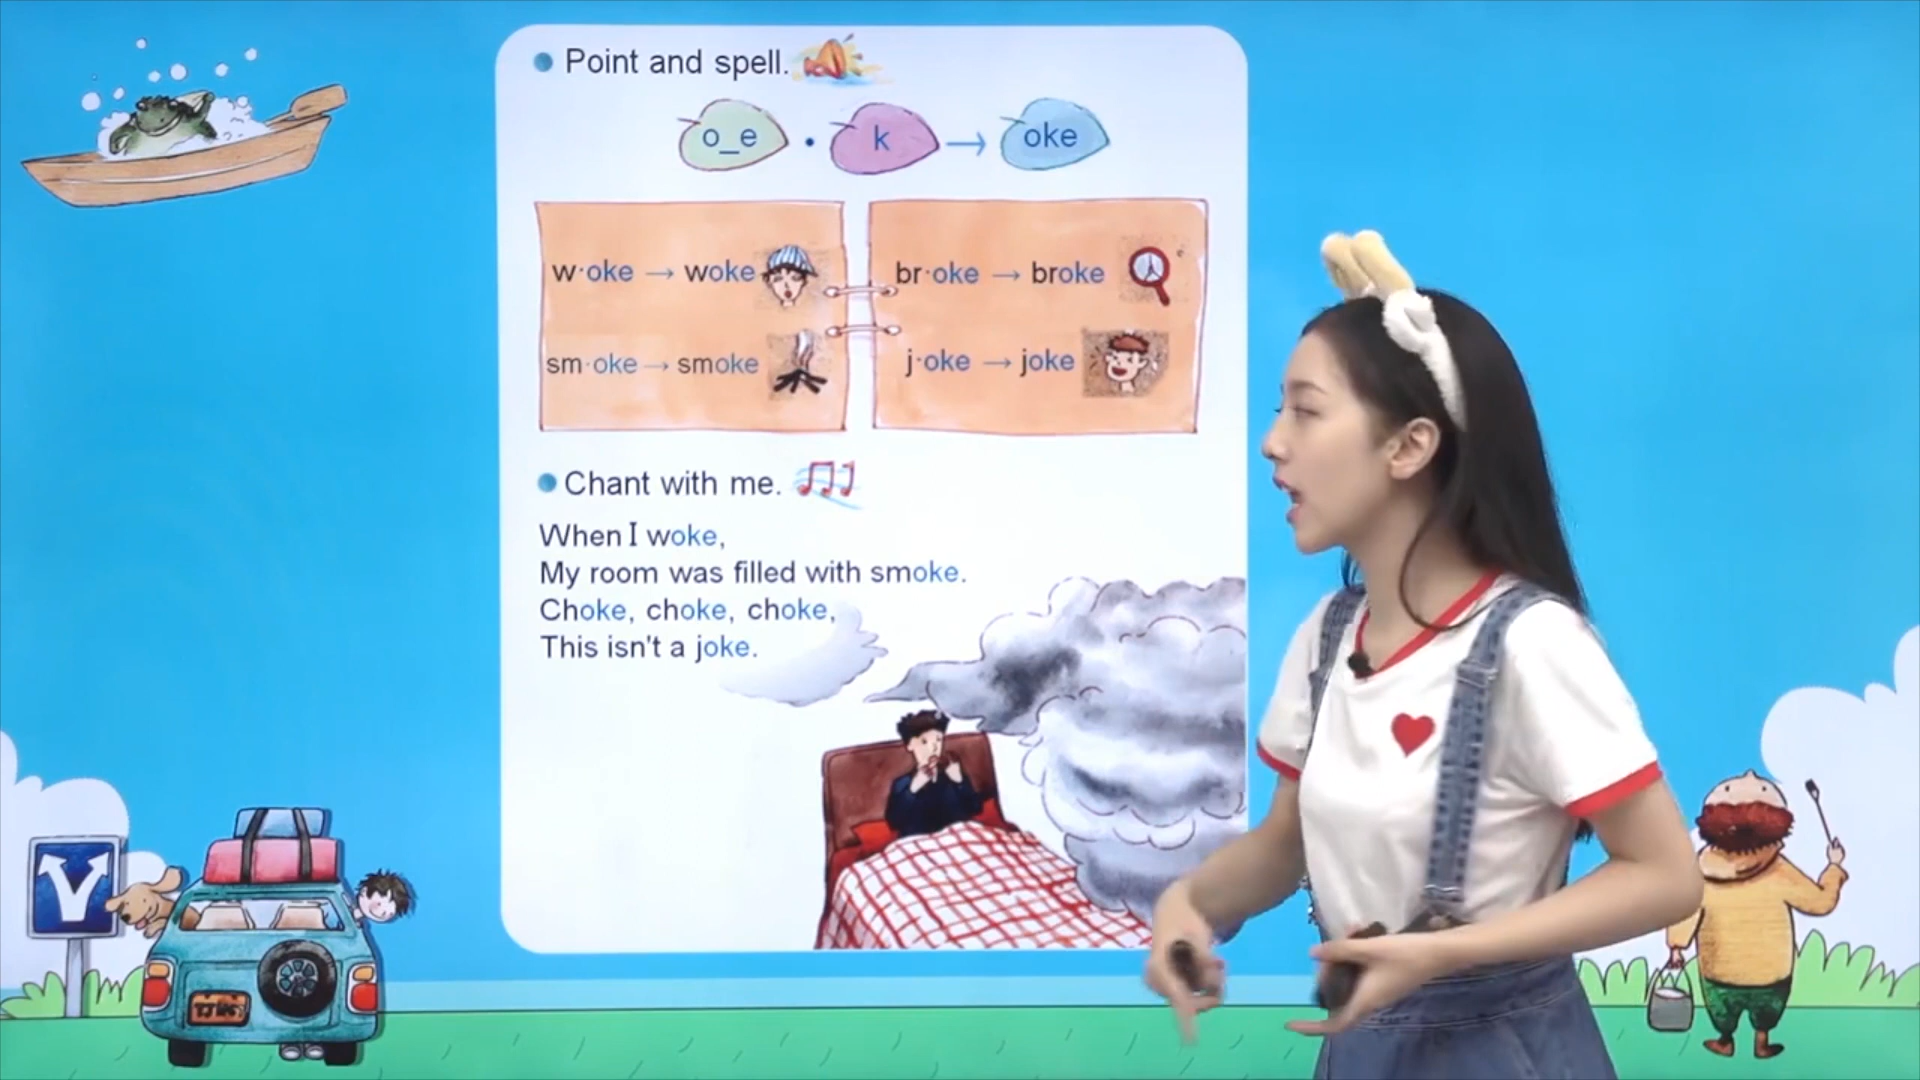 Point and spell.
o_e · k → oke
w·oke → woke
sm·oke → smoke
br·oke → broke
j·oke → joke
Chant with me.
When I woke,
My room was filled with smoke.
Choke, choke, choke,
This isn't a joke.